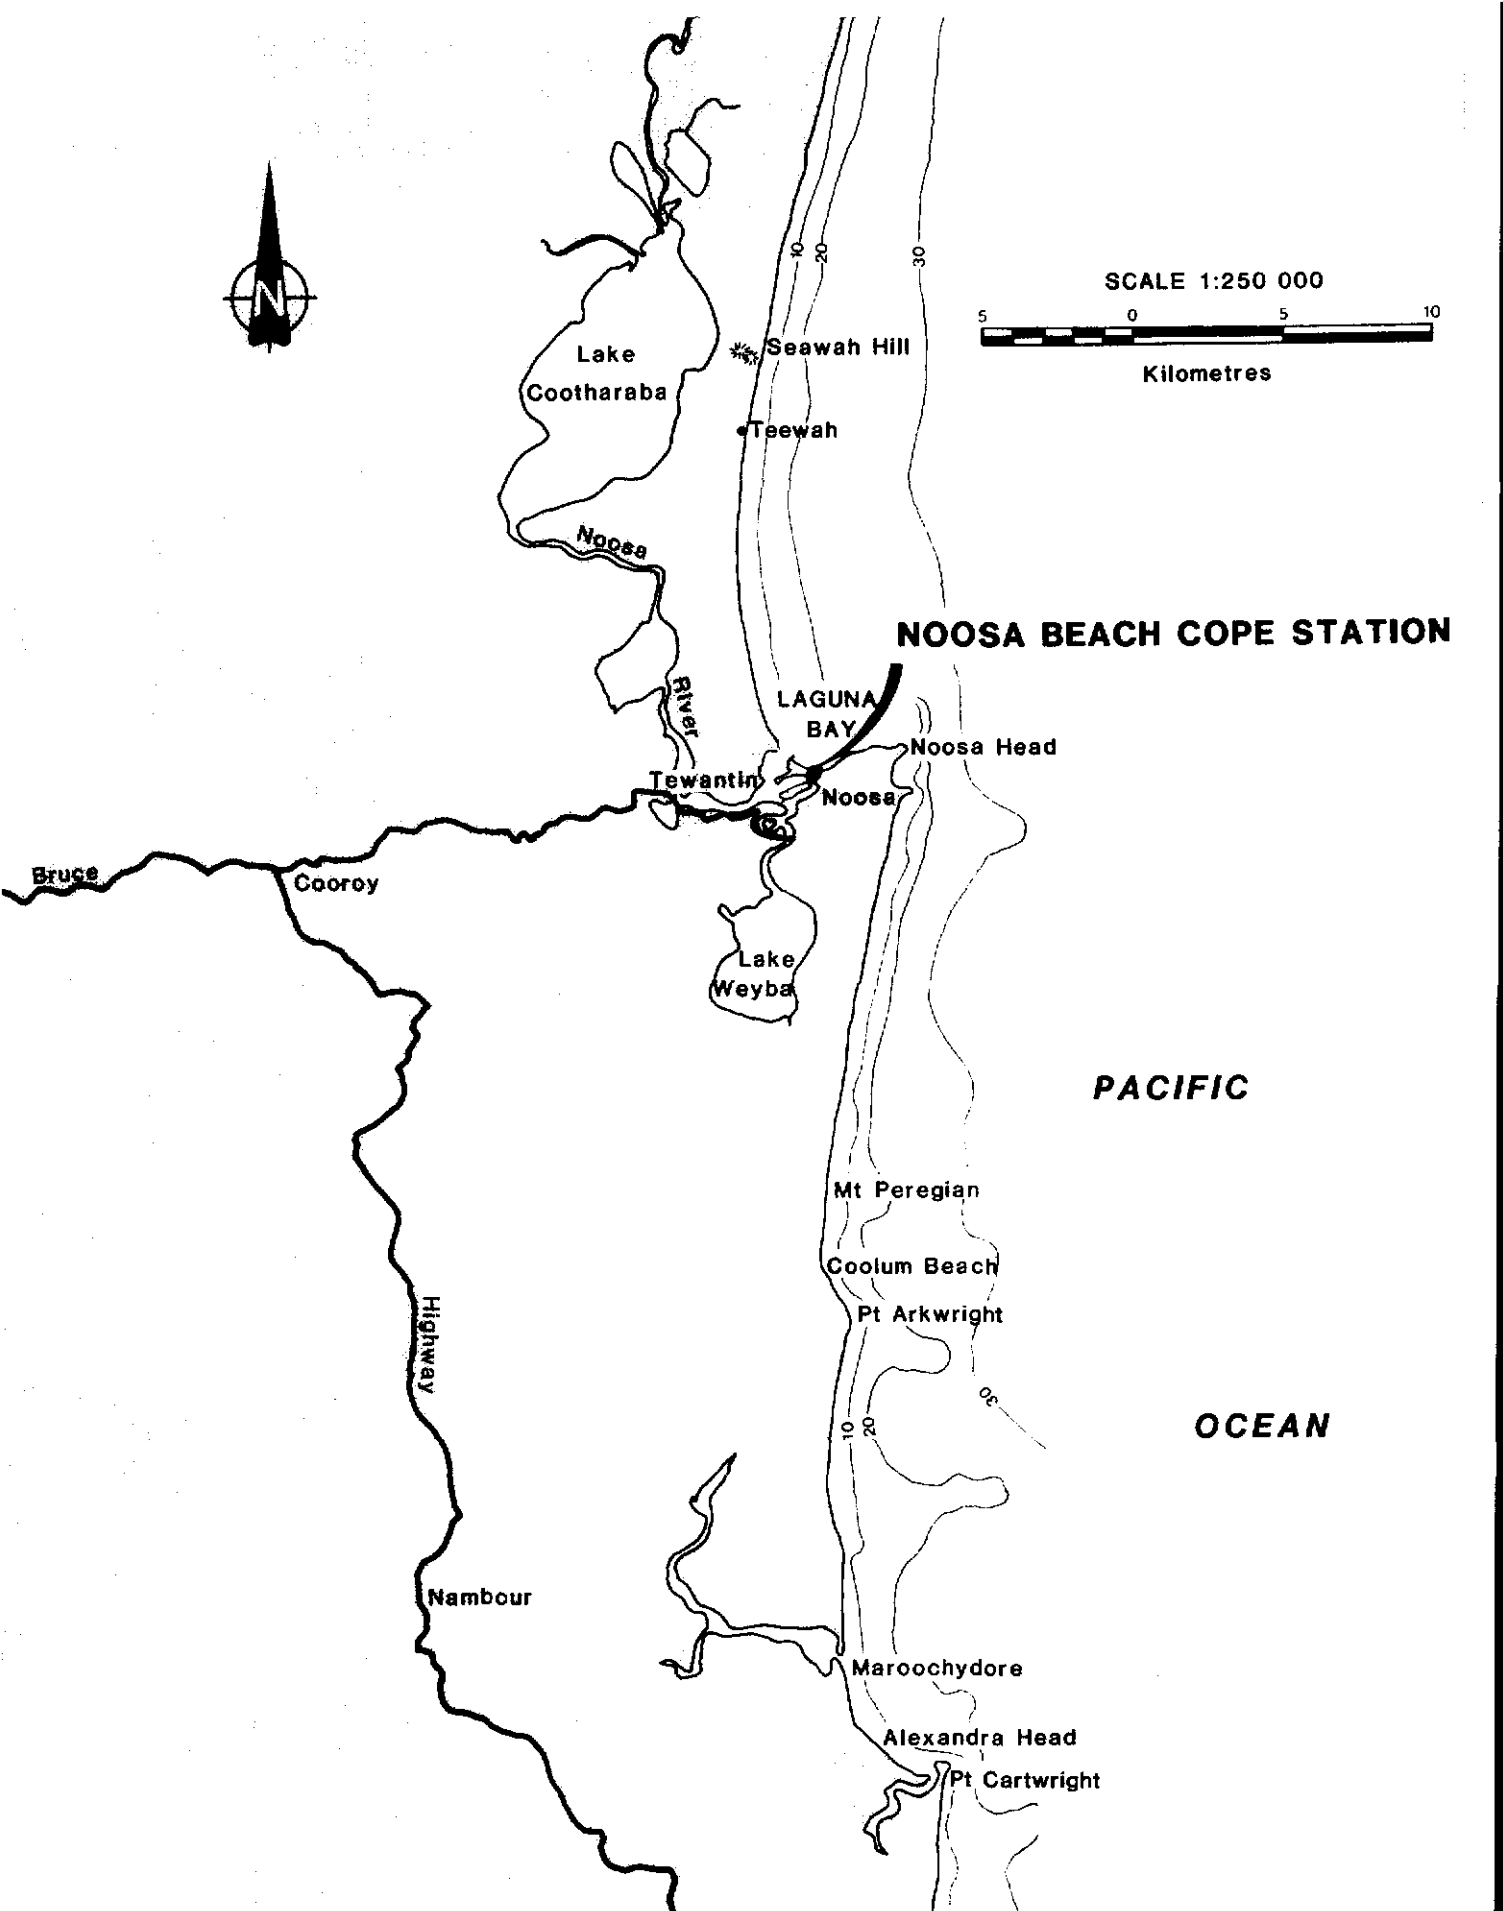 10
20
30
SCALE 1:250 000
5 0 5 10
Kilometres
N
Seawah Hill
Lake
Cootharaba
Teewah
Noosa
River
NOOSA BEACH COPE STATION
LAGUNA
BAY
Noosa Head
Tewantin
Noosa
Bruce
Cooroy
Lake
Weyba
PACIFIC
Mt Peregian
Coolum Beach
Pt Arkwright
Highway
30
10
20
OCEAN
Nambour
Maroochydore
Alexandra Head
Pt Cartwright